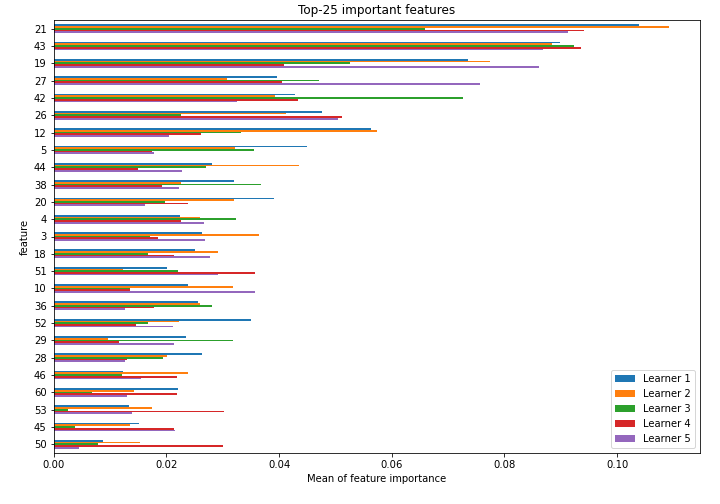 Top-25 important features
21
43
19
27
42
26
12
5
44
38
20
4
3
18
51
10
36
52
29
28
46
60
53
45
50
feature
Learner 1
Learner 2
Learner 3
Learner 4
Learner 5
0.00 0.02 0.04 0.06 0.08 0.10
Mean of feature importance